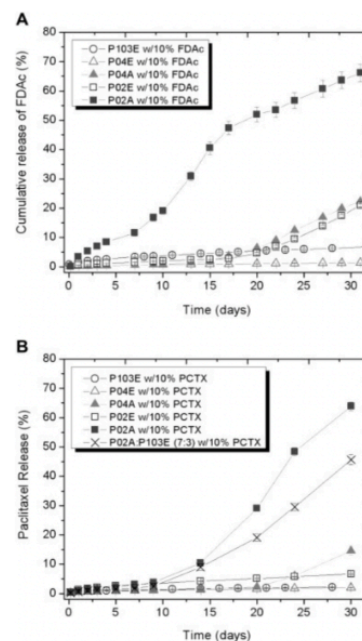 A
Cumulative release of FDAc (%)
80
70
60
50
40
30
20
10
0
P103E w/10% FDAc
P04E w/10% FDAc
P04A w/10% FDAc
P02E w/10% FDAc
P02A w/10% FDAc
0 5 10 15 20 25 30
Time (days)
B
Paclitaxel Release (%)
80
70
60
50
40
30
20
10
0
P103E w/10% PCTX
P04E w/10% PCTX
P04A w/10% PCTX
P02E w/10% PCTX
P02A w/10% PCTX
P02A:P103E (7:3) w/10% PCTX
0 5 10 15 20 25 30
Time (days)